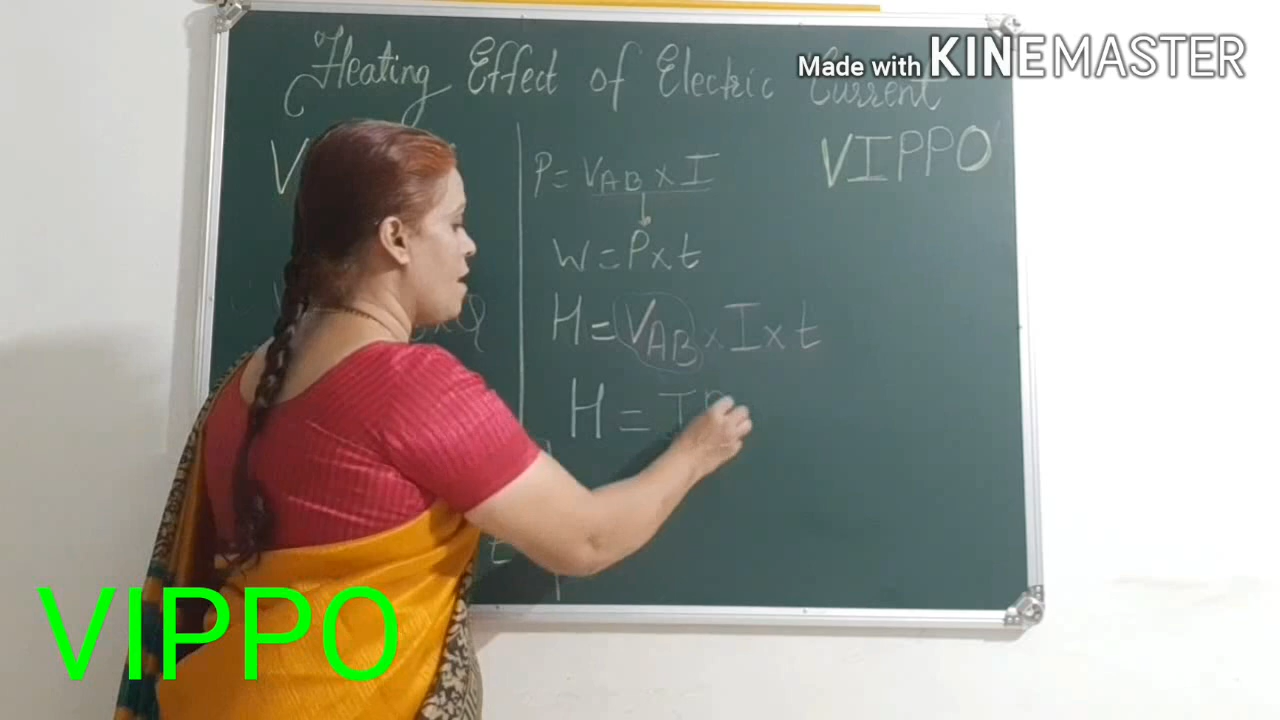 Heating Effect of Electric Current
Made with KINEMASTER
VIPPO
P = VAB × I
W = P × t
H = VAB × I × t
H = I R
t
VIPPO